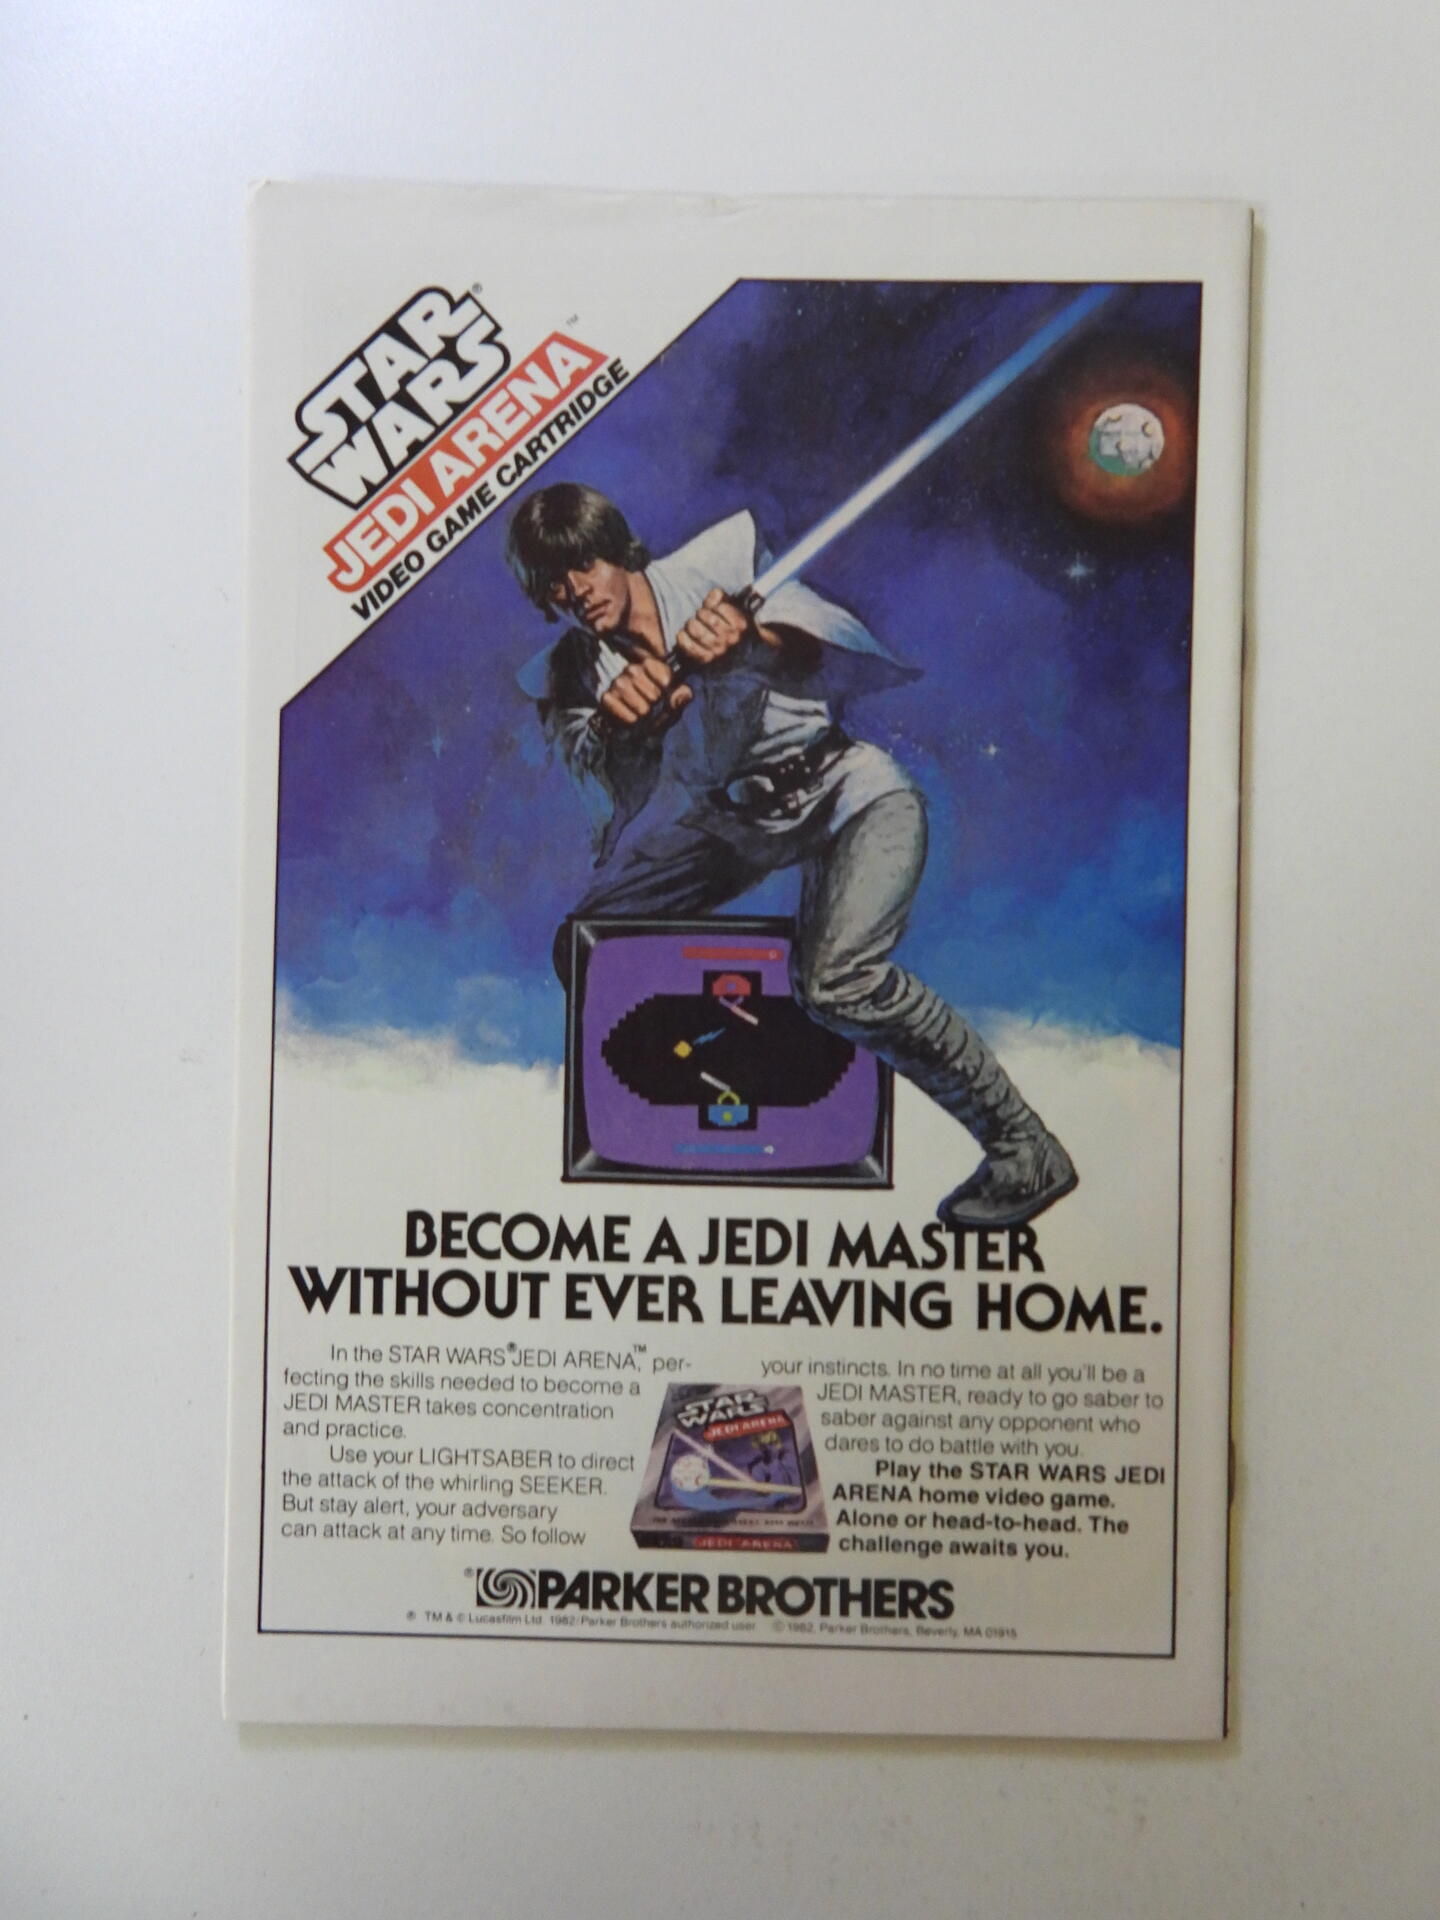 STAR
WARS®
JEDI ARENA™
VIDEO GAME CARTRIDGE
BECOME A JEDI MASTER
WITHOUT EVER LEAVING HOME.
In the STAR WARS® JEDI ARENA,™ per-
fecting the skills needed to become a
JEDI MASTER takes concentration
and practice.
Use your LIGHTSABER to direct
the attack of the whirling SEEKER.
But stay alert, your adversary
can attack at any time. So follow
STAR
WARS
JEDI ARENA
JEDI ARENA
your instincts. In no time at all you'll be a
JEDI MASTER, ready to go saber to
saber against any opponent who
dares to do battle with you.
Play the STAR WARS JEDI
ARENA home video game.
Alone or head-to-head. The
challenge awaits you.
® PARKER BROTHERS
® TM & © Lucasfilm Ltd. 1982/Parker Brothers authorized user © 1982, Parker Brothers, Beverly, MA 01915